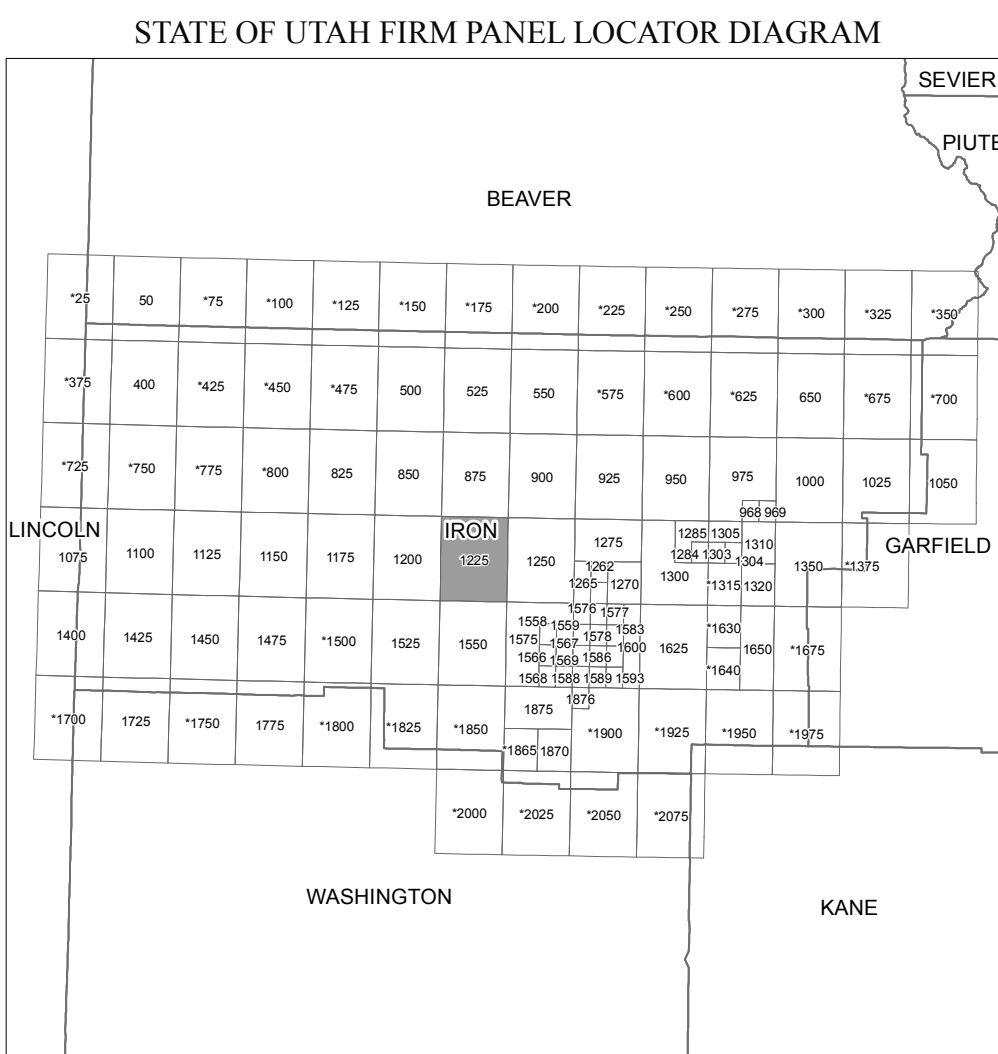 STATE OF UTAH FIRM PANEL LOCATOR DIAGRAM
SEVIER
PIUTE
BEAVER
*25 50 *75 *100 *125 *150 *175 *200 *225 *250 *275 *300 *325 *350
*375 400 *425 *450 *475 500 525 550 *575 *600 *625 650 *675 *700
*725 *750 *775 *800 825 850 875 900 925 950 975 1000 1025 1050
968 969
LINCOLN IRON GARFIELD
1285 1305
1275 1310
1284 1303 1304
1075 1100 1125 1150 1175 1200 1225 1250 1262 1300 1350 *1375
1265 1270 *1315 1320
1576 1577
1558 1559 1583 *1630
1400 1425 1450 1475 *1500 1525 1550 1575 1567 1578 1600 1625 1650 *1675
1566 1569 1586 *1640
1568 1588 1589 1593
1876
1875
*1700 1725 *1750 1775 *1800 *1825 *1850 *1900 *1925 *1950 *1975
*1865 1870
*2000 *2025 *2050 *2075
WASHINGTON
KANE